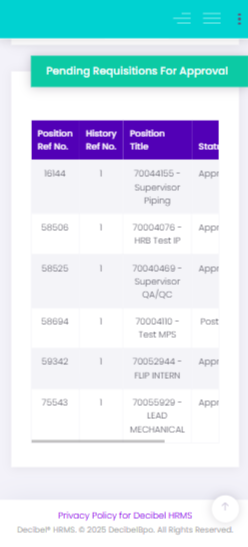 Pending Requisitions For Approval
Position Ref No. History Ref No. Position Title
16144 1 70044155 - Supervisor Piping Appr
58506 1 70004076 - HRB Test IP Appr
58525 1 70040469 - Supervisor QA/QC Appr
58694 1 70004110 - Test MPS Post
59342 1 70052944 - FLIP INTERN Appr
75543 1 70055929 - LEAD MECHANICAL Appr
Privacy Policy for Decibel HRMS
Decibel® HRMS. © 2025 DecibelBpo. All Rights Reserved.